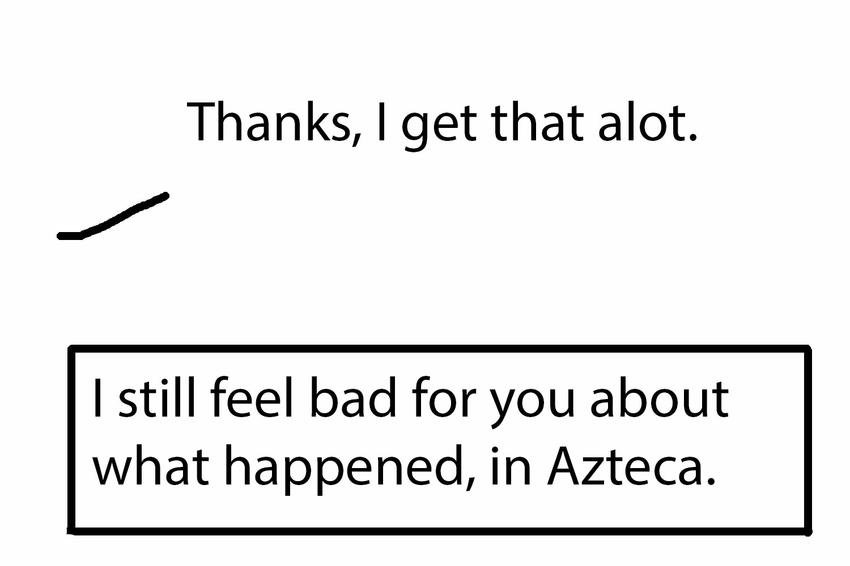 Thanks, I get that alot.
I still feel bad for you about
what happened, in Azteca.